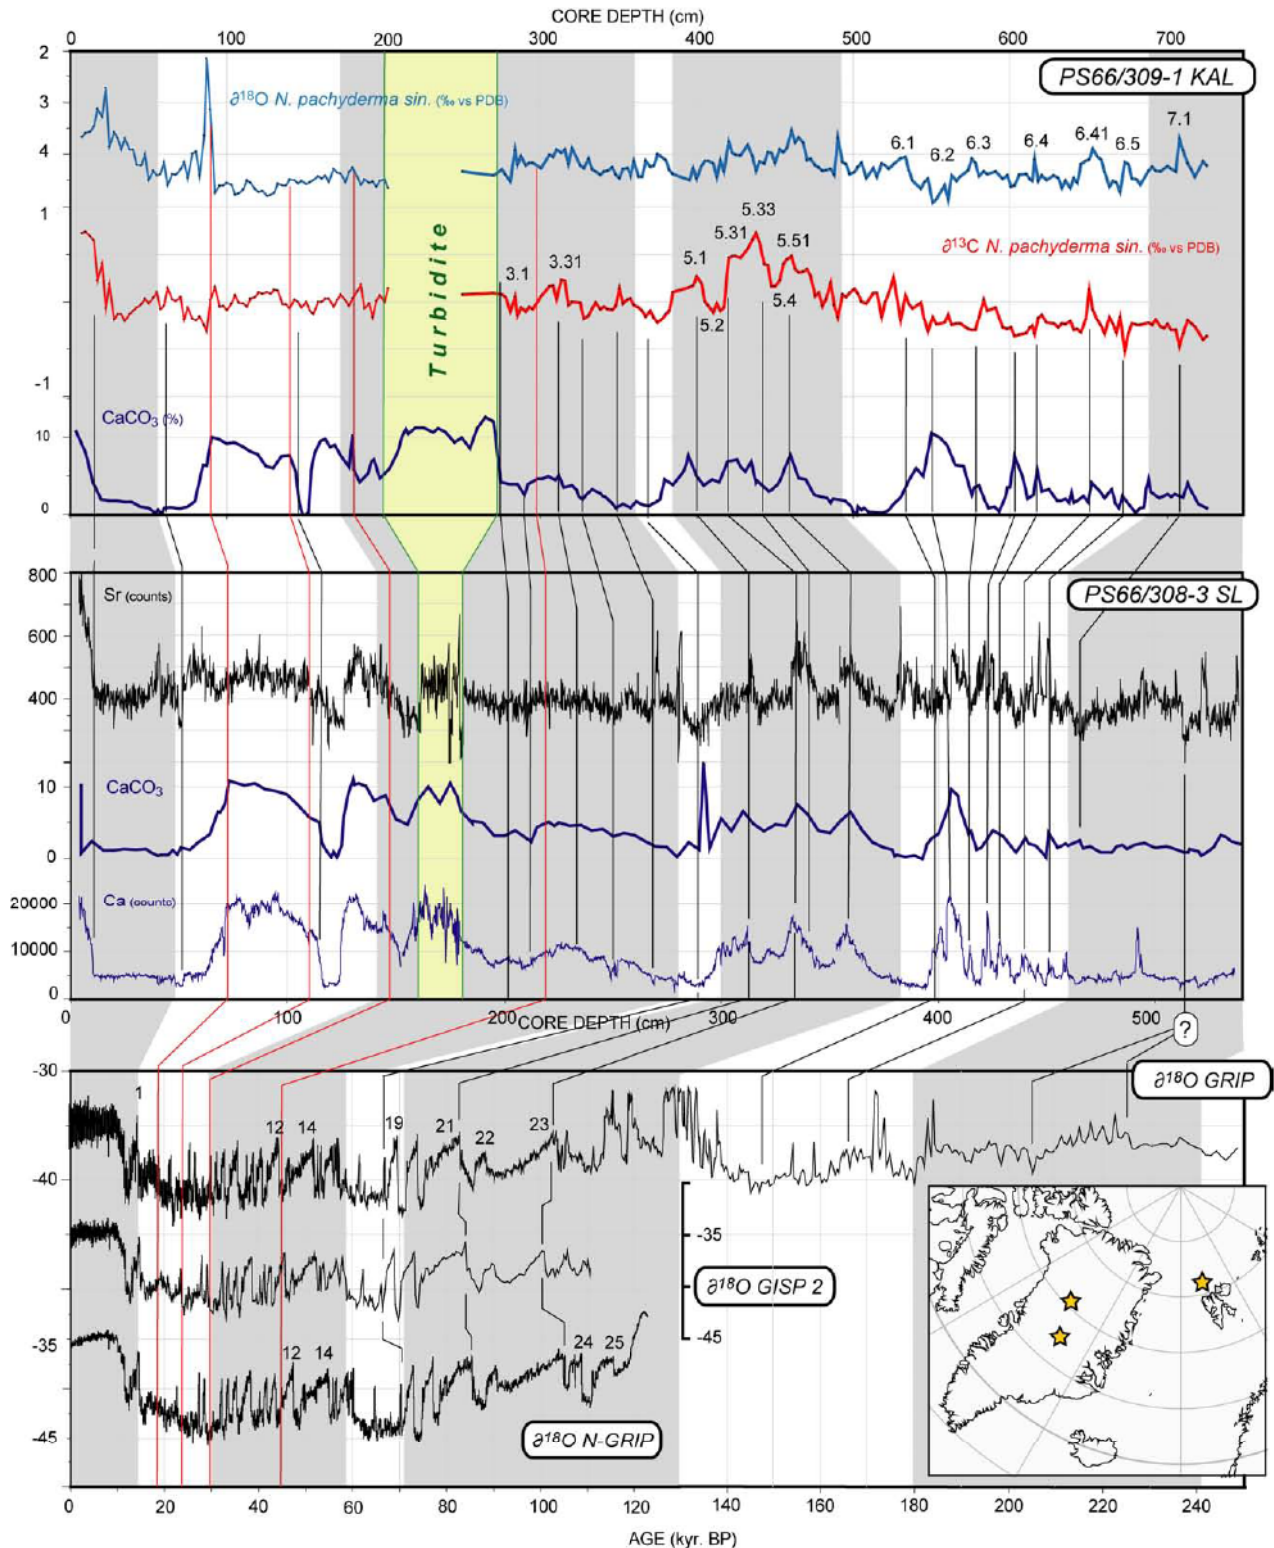 CORE DEPTH (cm)
0 100 200 300 400 500 600 700
2
PS66/309-1 KAL
∂18O N. pachyderma sin. (‰ vs PDB)
3
7.1
6.1 6.2 6.3 6.4 6.41 6.5
4
1
5.33
5.31 5.51
∂13C N. pachyderma sin. (‰ vs PDB)
3.1 3.31 5.1
5.4
5.2
Turbidite
-1
CaCO3 (%)
10
0
800
Sr (counts)
PS66/308-3 SL
600
400
10
CaCO3
0
20000
Ca (counts)
10000
0
0 100 200 300 400 500
CORE DEPTH (cm)
?
-30
∂18O GRIP
1
12 14 19 21 22 23
-40
-35
∂18O GISP 2
-45
-35
12 14 24 25
-45
∂18O N-GRIP
0 20 40 60 80 100 120 140 160 180 200 220 240
AGE (kyr. BP)